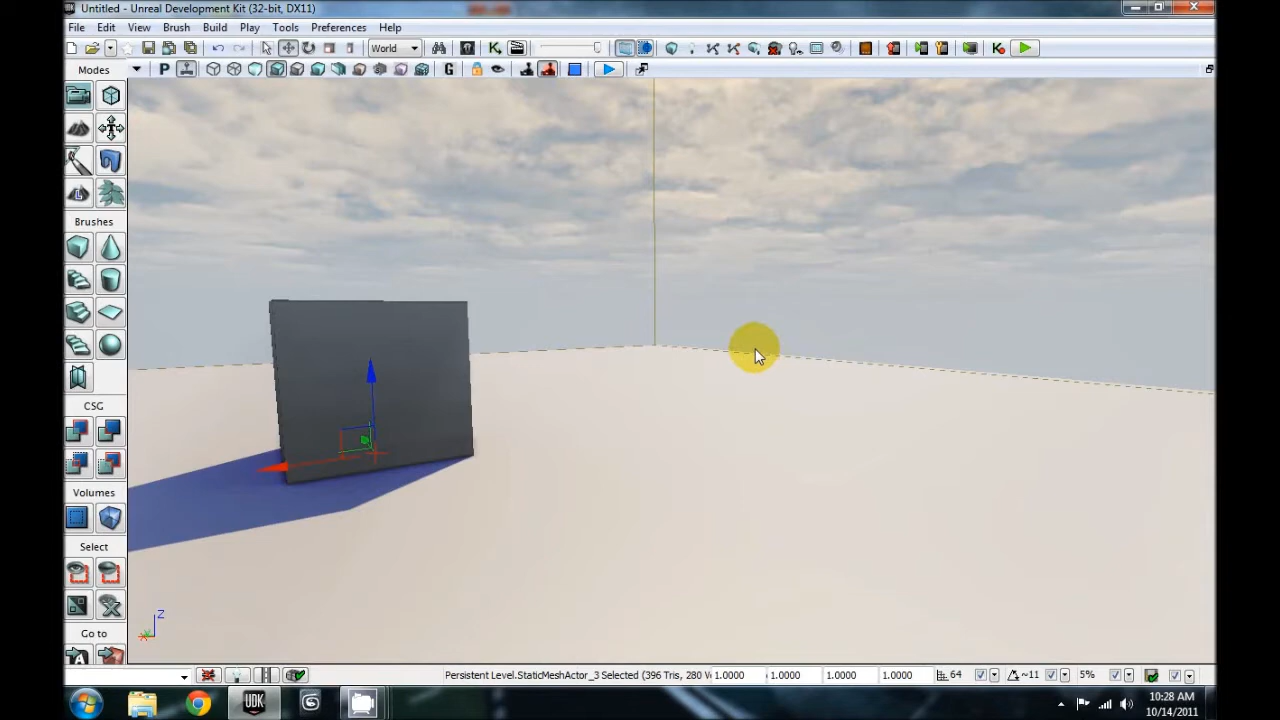 Untitled - Unreal Development Kit (32-bit, DX11)
File Edit View Brush Build Play Tools Preferences Help
World
Modes
P
G
Brushes
CSG
Volumes
Select
Go to
Z
Persistent Level.StaticMeshActor_3 Selected (396 Tris, 280 V 1.0000 1.0000 1.0000 1.0000 64 ~11 5%
UDK
10:28 AM
10/14/2011